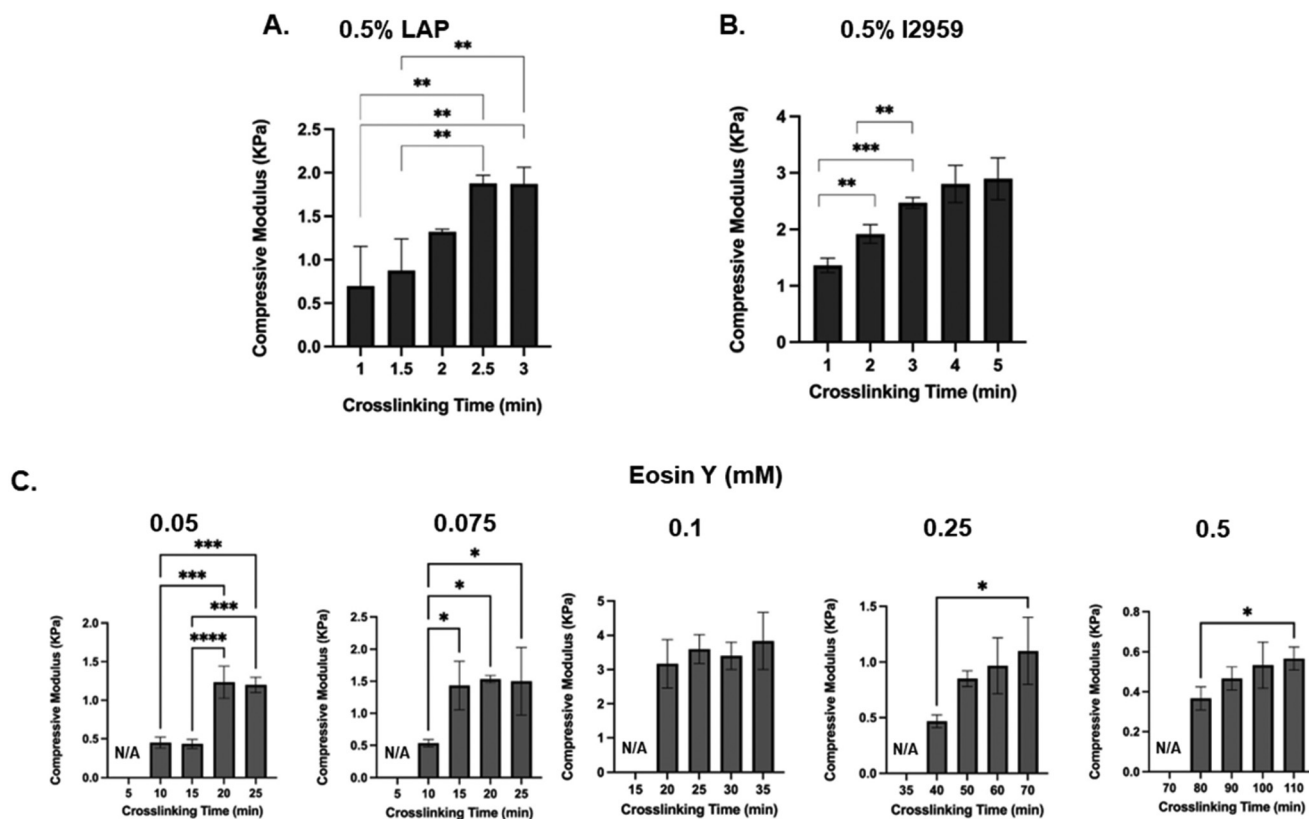 A.
0.5% LAP
**
**
**
**
Compressive Modulus (KPa)
2.5
2.0
1.5
1.0
0.5
0.0
1 1.5 2 2.5 3
Crosslinking Time (min)
B.
0.5% I2959
**
***
**
Compressive Modulus (KPa)
4
3
2
1
0
1 2 3 4 5
Crosslinking Time (min)
C.
Eosin Y (mM)
0.05
***
***
***
****
Compressive Modulus (KPa)
2.0
1.5
1.0
0.5
0.0
N/A
5 10 15 20 25
Crosslinking Time (min)
0.075
*
*
*
Compressive Modulus (KPa)
2.5
2.0
1.5
1.0
0.5
0.0
N/A
5 10 15 20 25
Crosslinking Time (min)
0.1
Compressive Modulus (KPa)
5
4
3
2
1
0
N/A
15 20 25 30 35
Crosslinking Time (min)
0.25
*
Compressive Modulus (KPa)
1.5
1.0
0.5
0.0
N/A
35 40 50 60 70
Crosslinking Time (min)
0.5
*
Compressive Modulus (KPa)
0.8
0.6
0.4
0.2
0.0
N/A
70 80 90 100 110
Crosslinking Time (min)